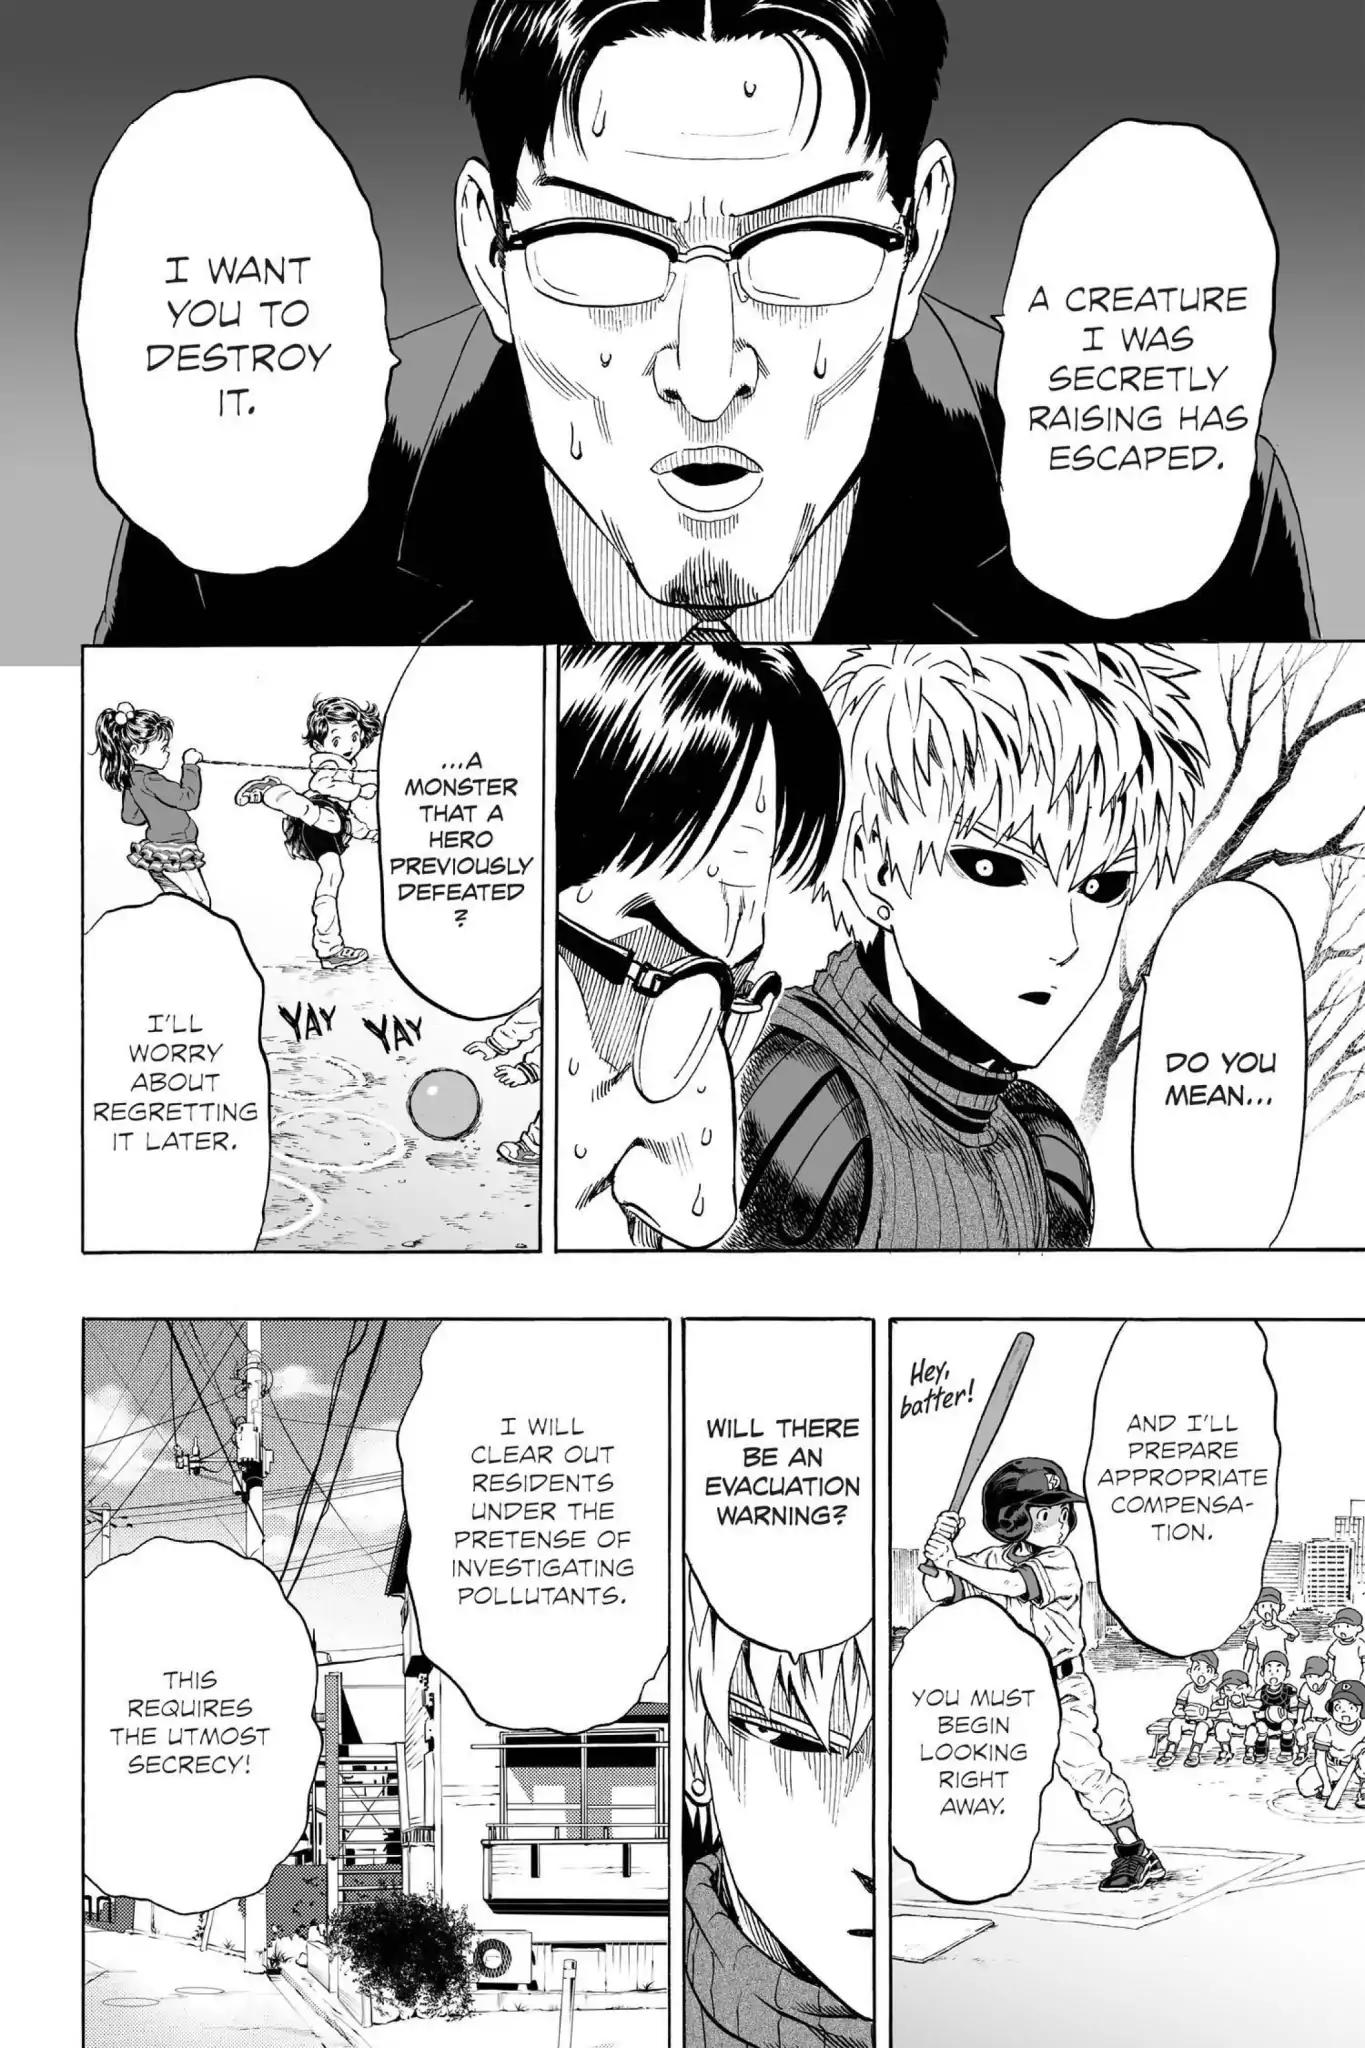 A CREATURE
I WAS
SECRETLY
RAISING HAS
ESCAPED.
I WANT
YOU TO
DESTROY
IT.
DO YOU
MEAN...
...A
MONSTER
THAT A
HERO
PREVIOUSLY
DEFEATED
?
YAY
YAY
I'LL
WORRY
ABOUT
REGRETTING
IT LATER.
AND I'LL
PREPARE
APPROPRIATE
COMPENSA-
TION.
Hey,
batter!
YOU MUST
BEGIN
LOOKING
RIGHT
AWAY.
WILL THERE
BE AN
EVACUATION
WARNING?
I WILL
CLEAR OUT
RESIDENTS
UNDER THE
PRETENSE OF
INVESTIGATING
POLLUTANTS.
THIS
REQUIRES
THE UTMOST
SECRECY!